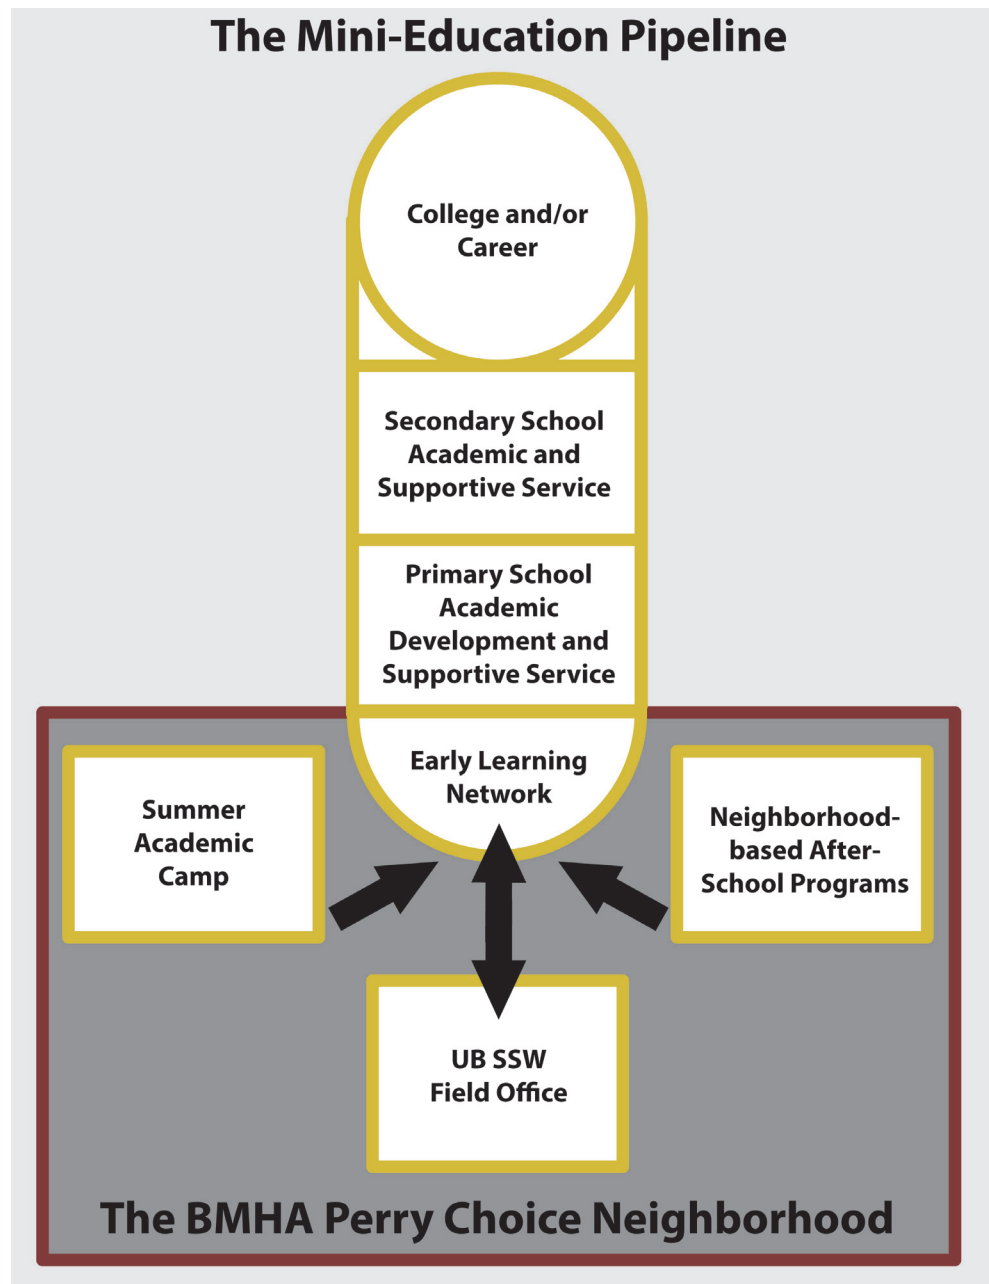 The Mini-Education Pipeline
College and/or
Career
Secondary School
Academic and
Supportive Service
Primary School
Academic
Development and
Supportive Service
Early Learning
Network
Summer
Academic
Camp
Neighborhood-
based After-
School Programs
UB SSW
Field Office
The BMHA Perry Choice Neighborhood